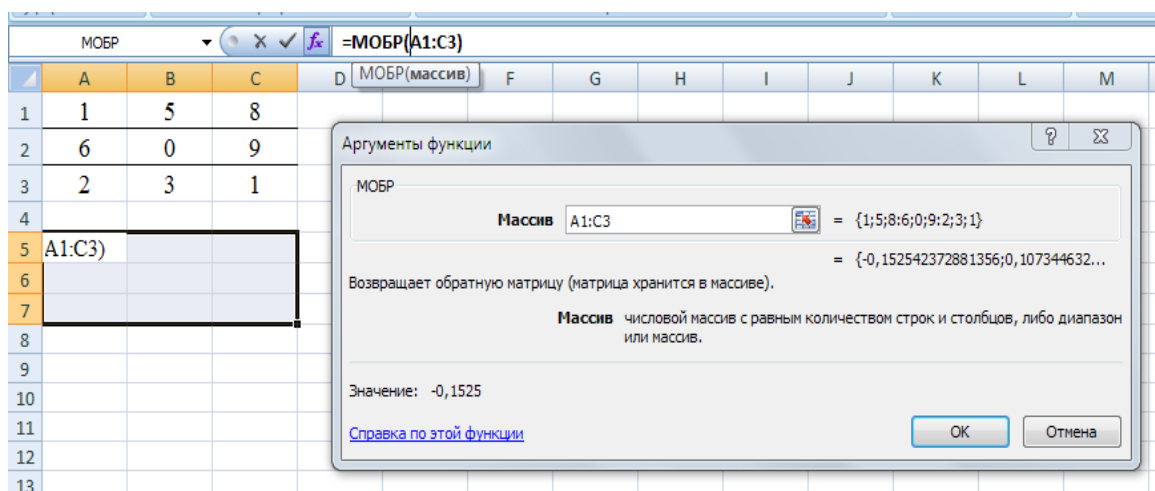 МОБР =МОБР(A1:C3)
МОБР(массив)
A B C D F G H I J K L M
1 1 5 8
2 6 0 9
3 2 3 1
4
5 A1:C3)
6
7
8
9
10
11
12
13
Аргументы функции
МОБР
Массив A1:C3 = {1;5;8:6;0;9:2;3;1}
= {-0,152542372881356;0,107344632...
Возвращает обратную матрицу (матрица хранится в массиве).
Массив числовой массив с равным количеством строк и столбцов, либо диапазон
или массив.
Значение: -0,1525
Справка по этой функции
OK Отмена